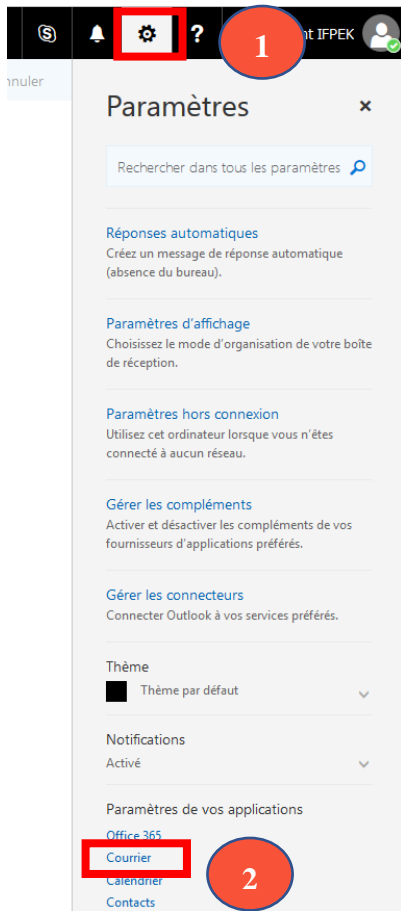 ? 1 nt IFPEK
nnuler
Paramètres ×
Rechercher dans tous les paramètres
Réponses automatiques
Créez un message de réponse automatique
(absence du bureau).
Paramètres d'affichage
Choisissez le mode d'organisation de votre boîte
de réception.
Paramètres hors connexion
Utilisez cet ordinateur lorsque vous n'êtes
connecté à aucun réseau.
Gérer les compléments
Activer et désactiver les compléments de vos
fournisseurs d'applications préférés.
Gérer les connecteurs
Connecter Outlook à vos services préférés.
Thème
Thème par défaut
Notifications
Activé
Paramètres de vos applications
Office 365
Courrier
2
Calendrier
Contacts